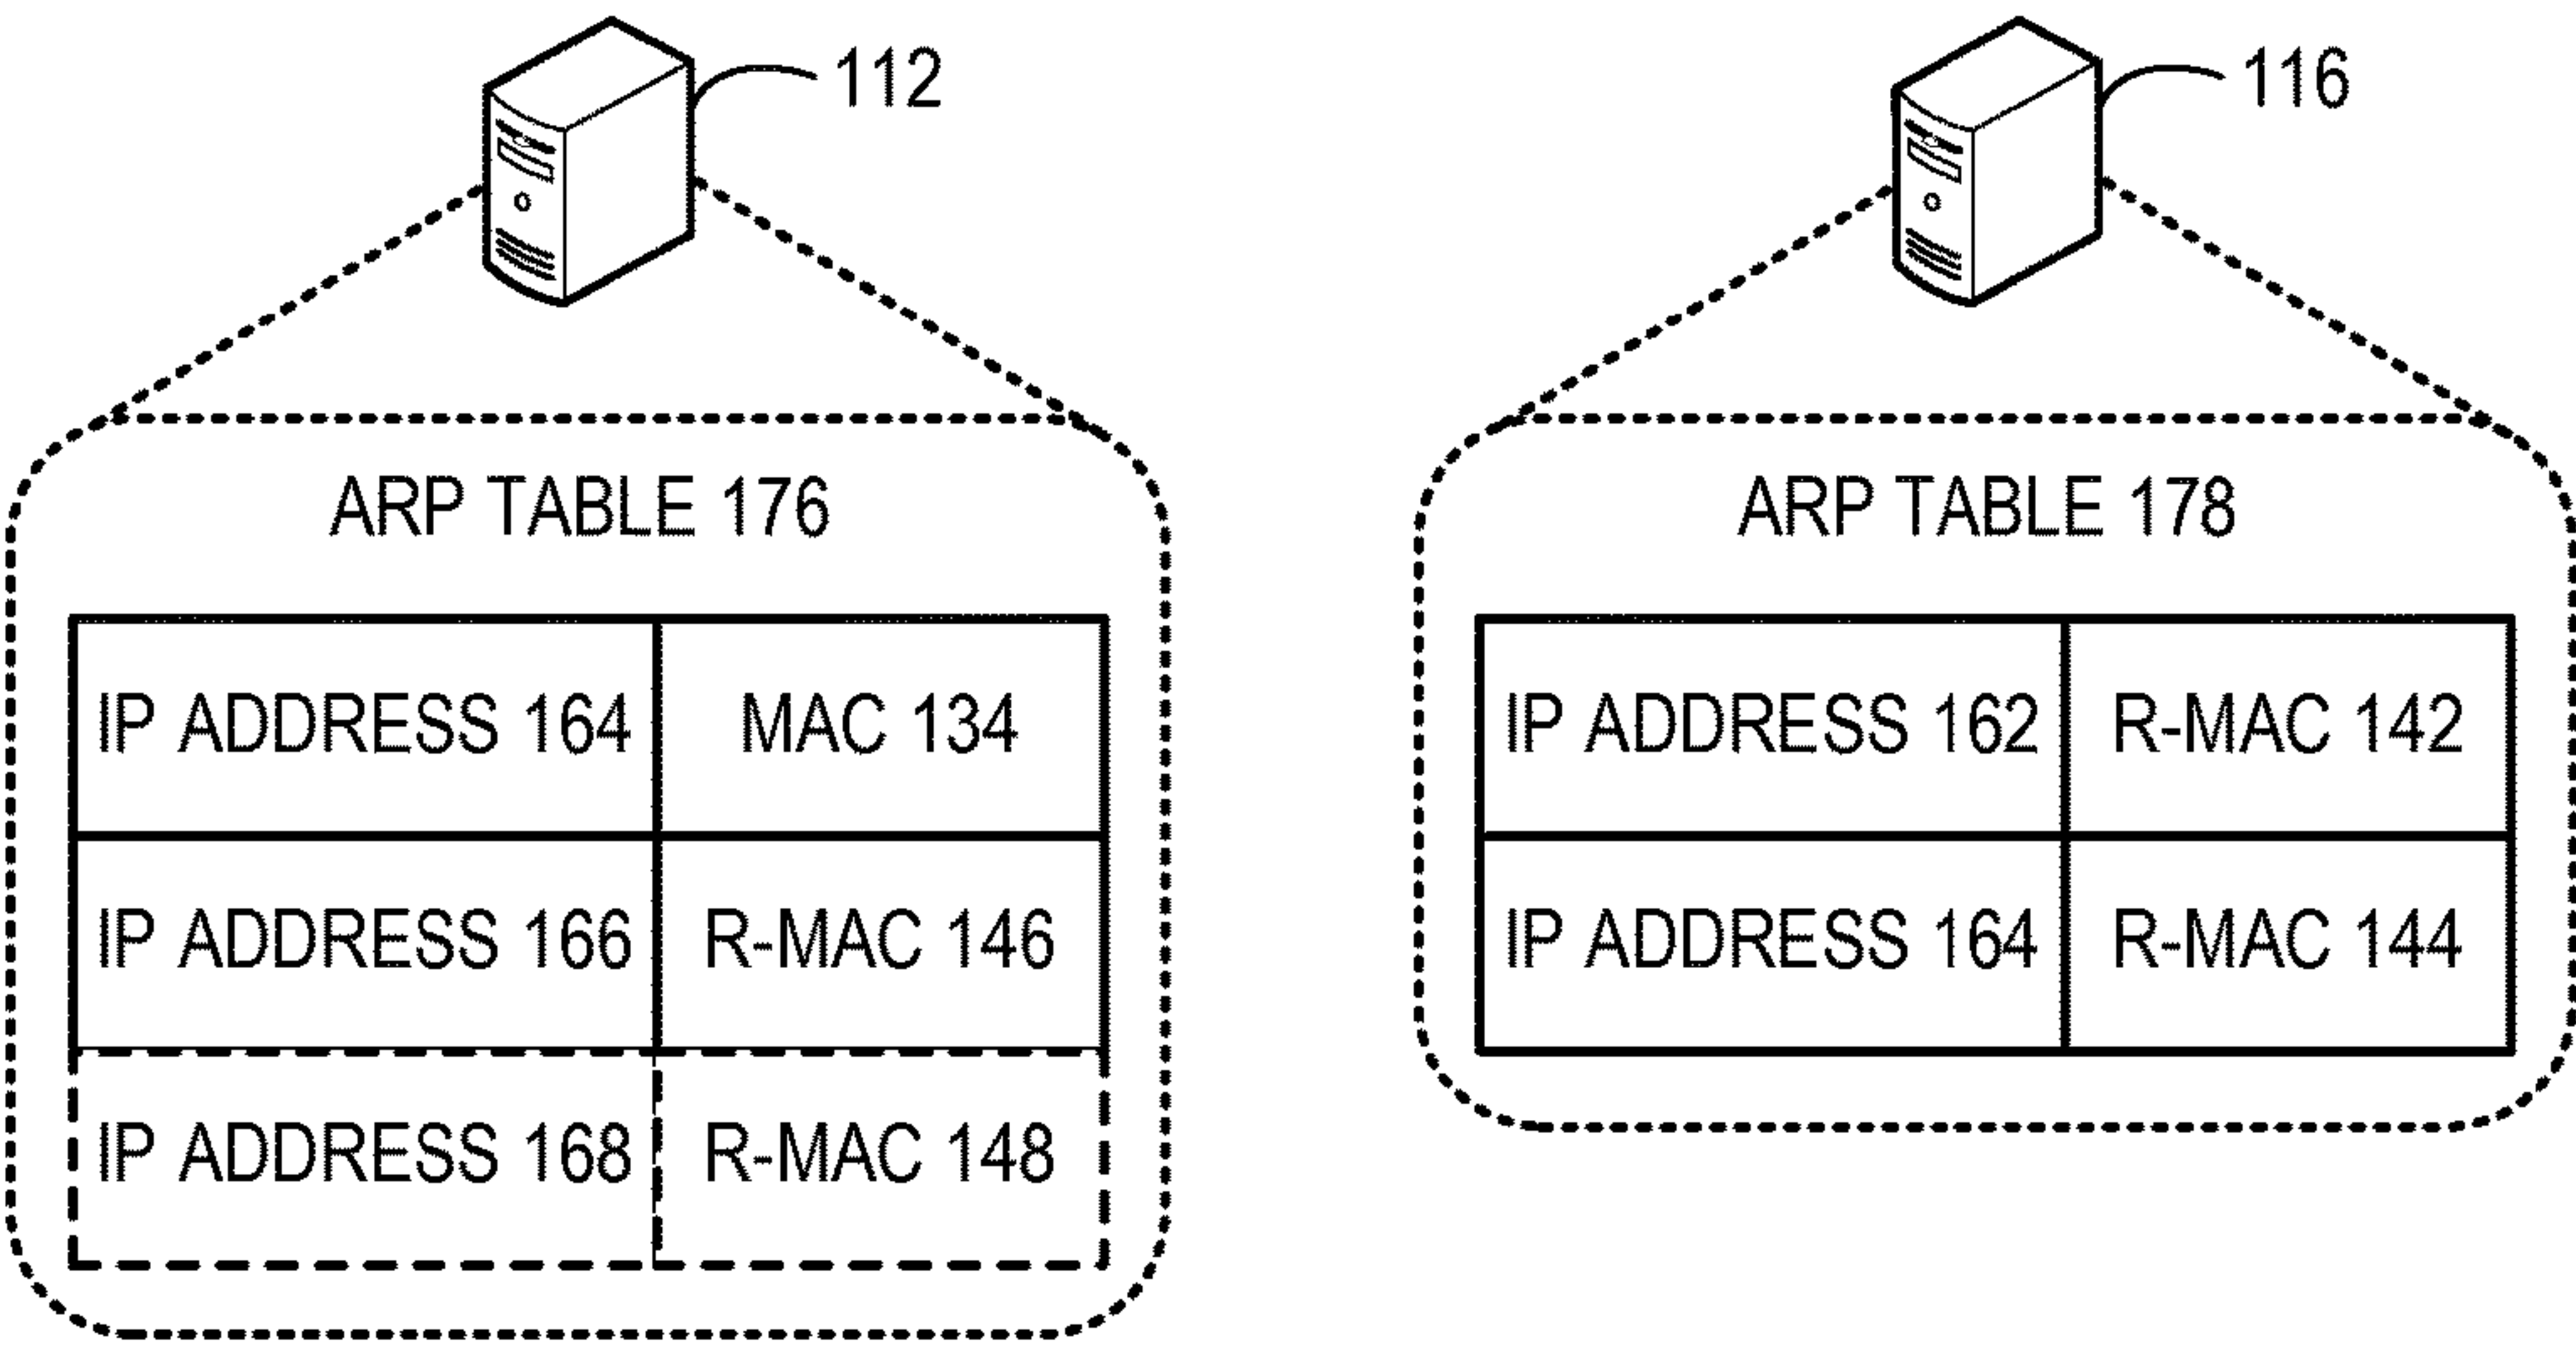 112
ARP TABLE 176
IP ADDRESS 164 MAC 134
IP ADDRESS 166 R-MAC 146
IP ADDRESS 168 R-MAC 148
116
ARP TABLE 178
IP ADDRESS 162 R-MAC 142
IP ADDRESS 164 R-MAC 144